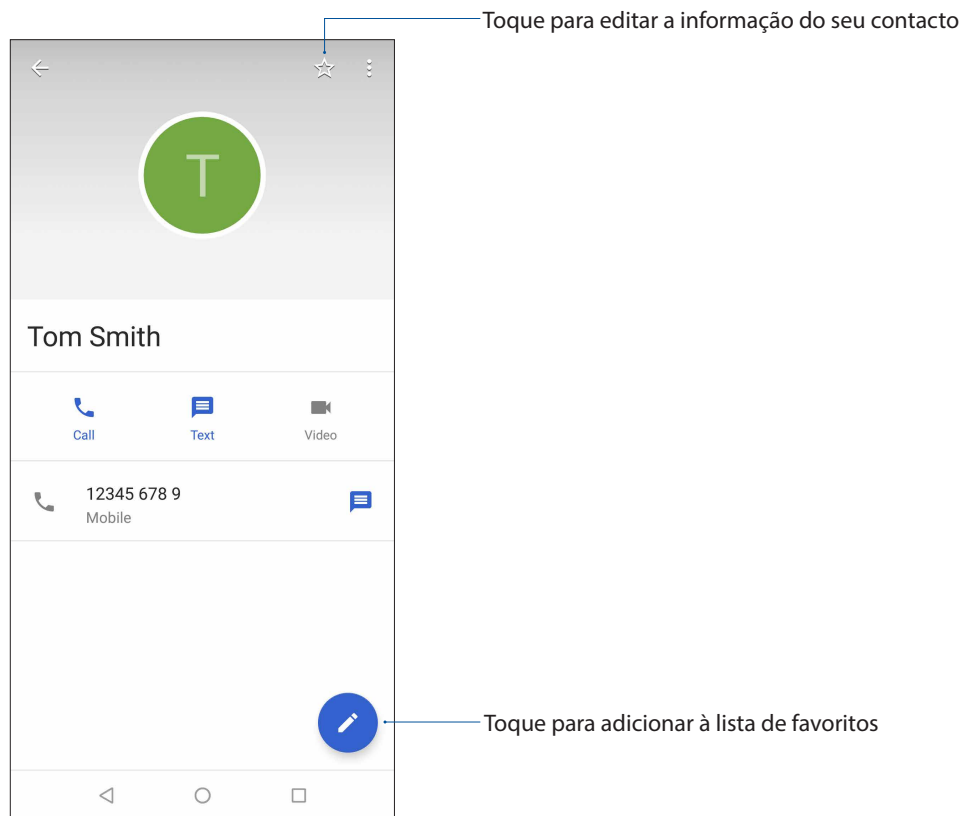 Toque para editar a informação do seu contacto
T
Tom Smith
Call Text Video
12345 678 9
Mobile
Toque para adicionar à lista de favoritos